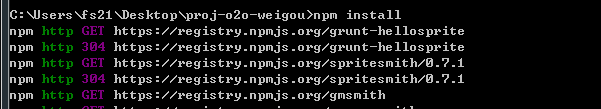 C:\Users\fs21\Desktop\proj-o2o-weigou>npm install
npm http GET https://registry.npmjs.org/grunt-hellosprite
npm http 304 https://registry.npmjs.org/grunt-hellosprite
npm http GET https://registry.npmjs.org/spritesmith/0.7.1
npm http 304 https://registry.npmjs.org/spritesmith/0.7.1
npm http GET https://registry.npmjs.org/gmsmith